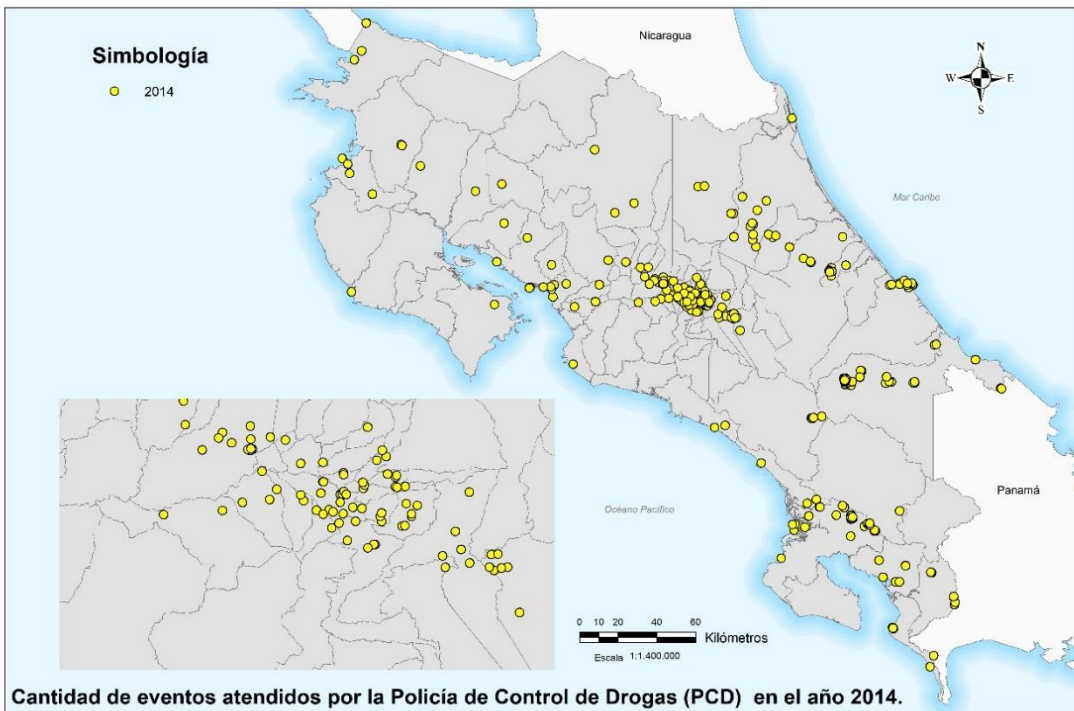 Nicaragua
Simbología
2014
N
W E
S
Mar Caribe
Panamá
Océano Pacífico
0 10 20 40 60
Kilómetros
Escala 1:1.400.000
Cantidad de eventos atendidos por la Policía de Control de Drogas (PCD) en el año 2014.